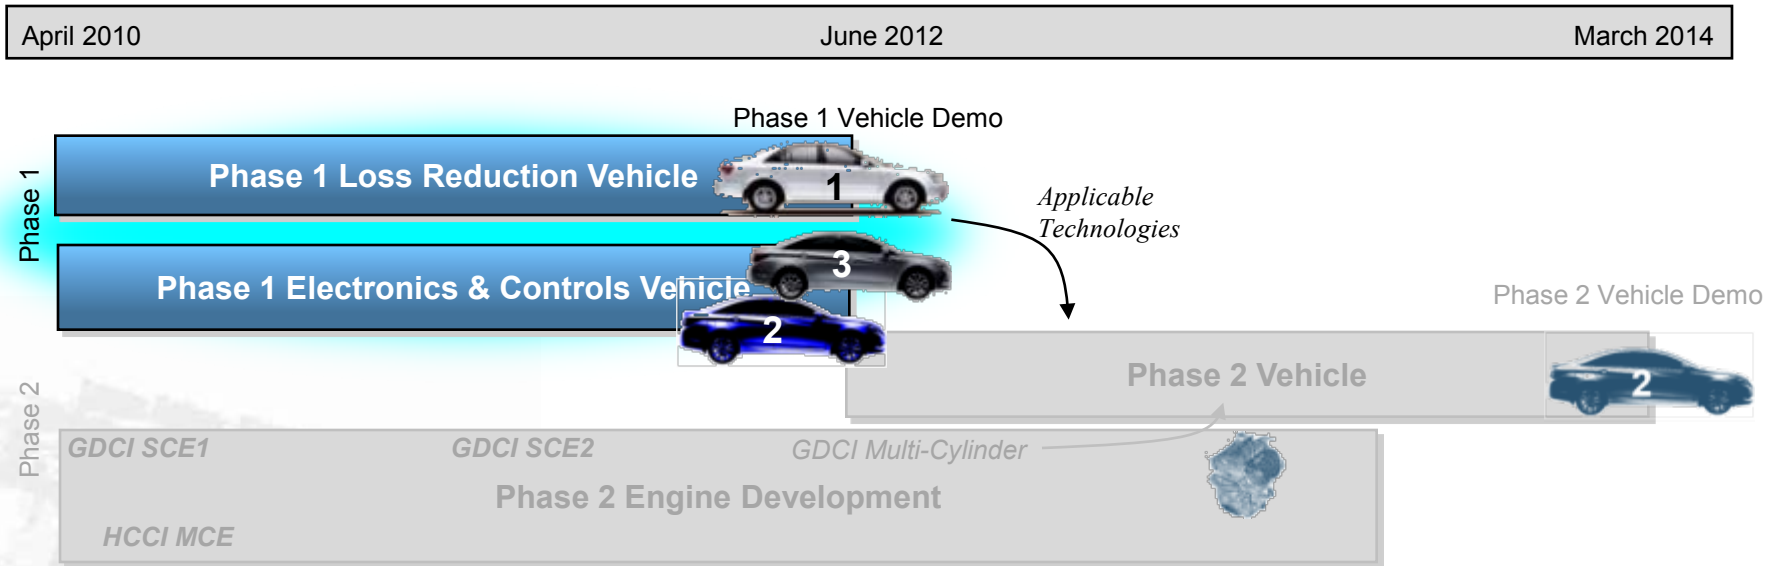 April 2010 June 2012 March 2014
Phase 1 Vehicle Demo
Phase 1
Phase 1 Loss Reduction Vehicle
1
Applicable
Technologies
Phase 1 Electronics & Controls Vehicle
3
2
Phase 2 Vehicle Demo
Phase 2 Vehicle
2
Phase 2
GDCI SCE1 GDCI SCE2 GDCI Multi-Cylinder
Phase 2 Engine Development
HCCI MCE